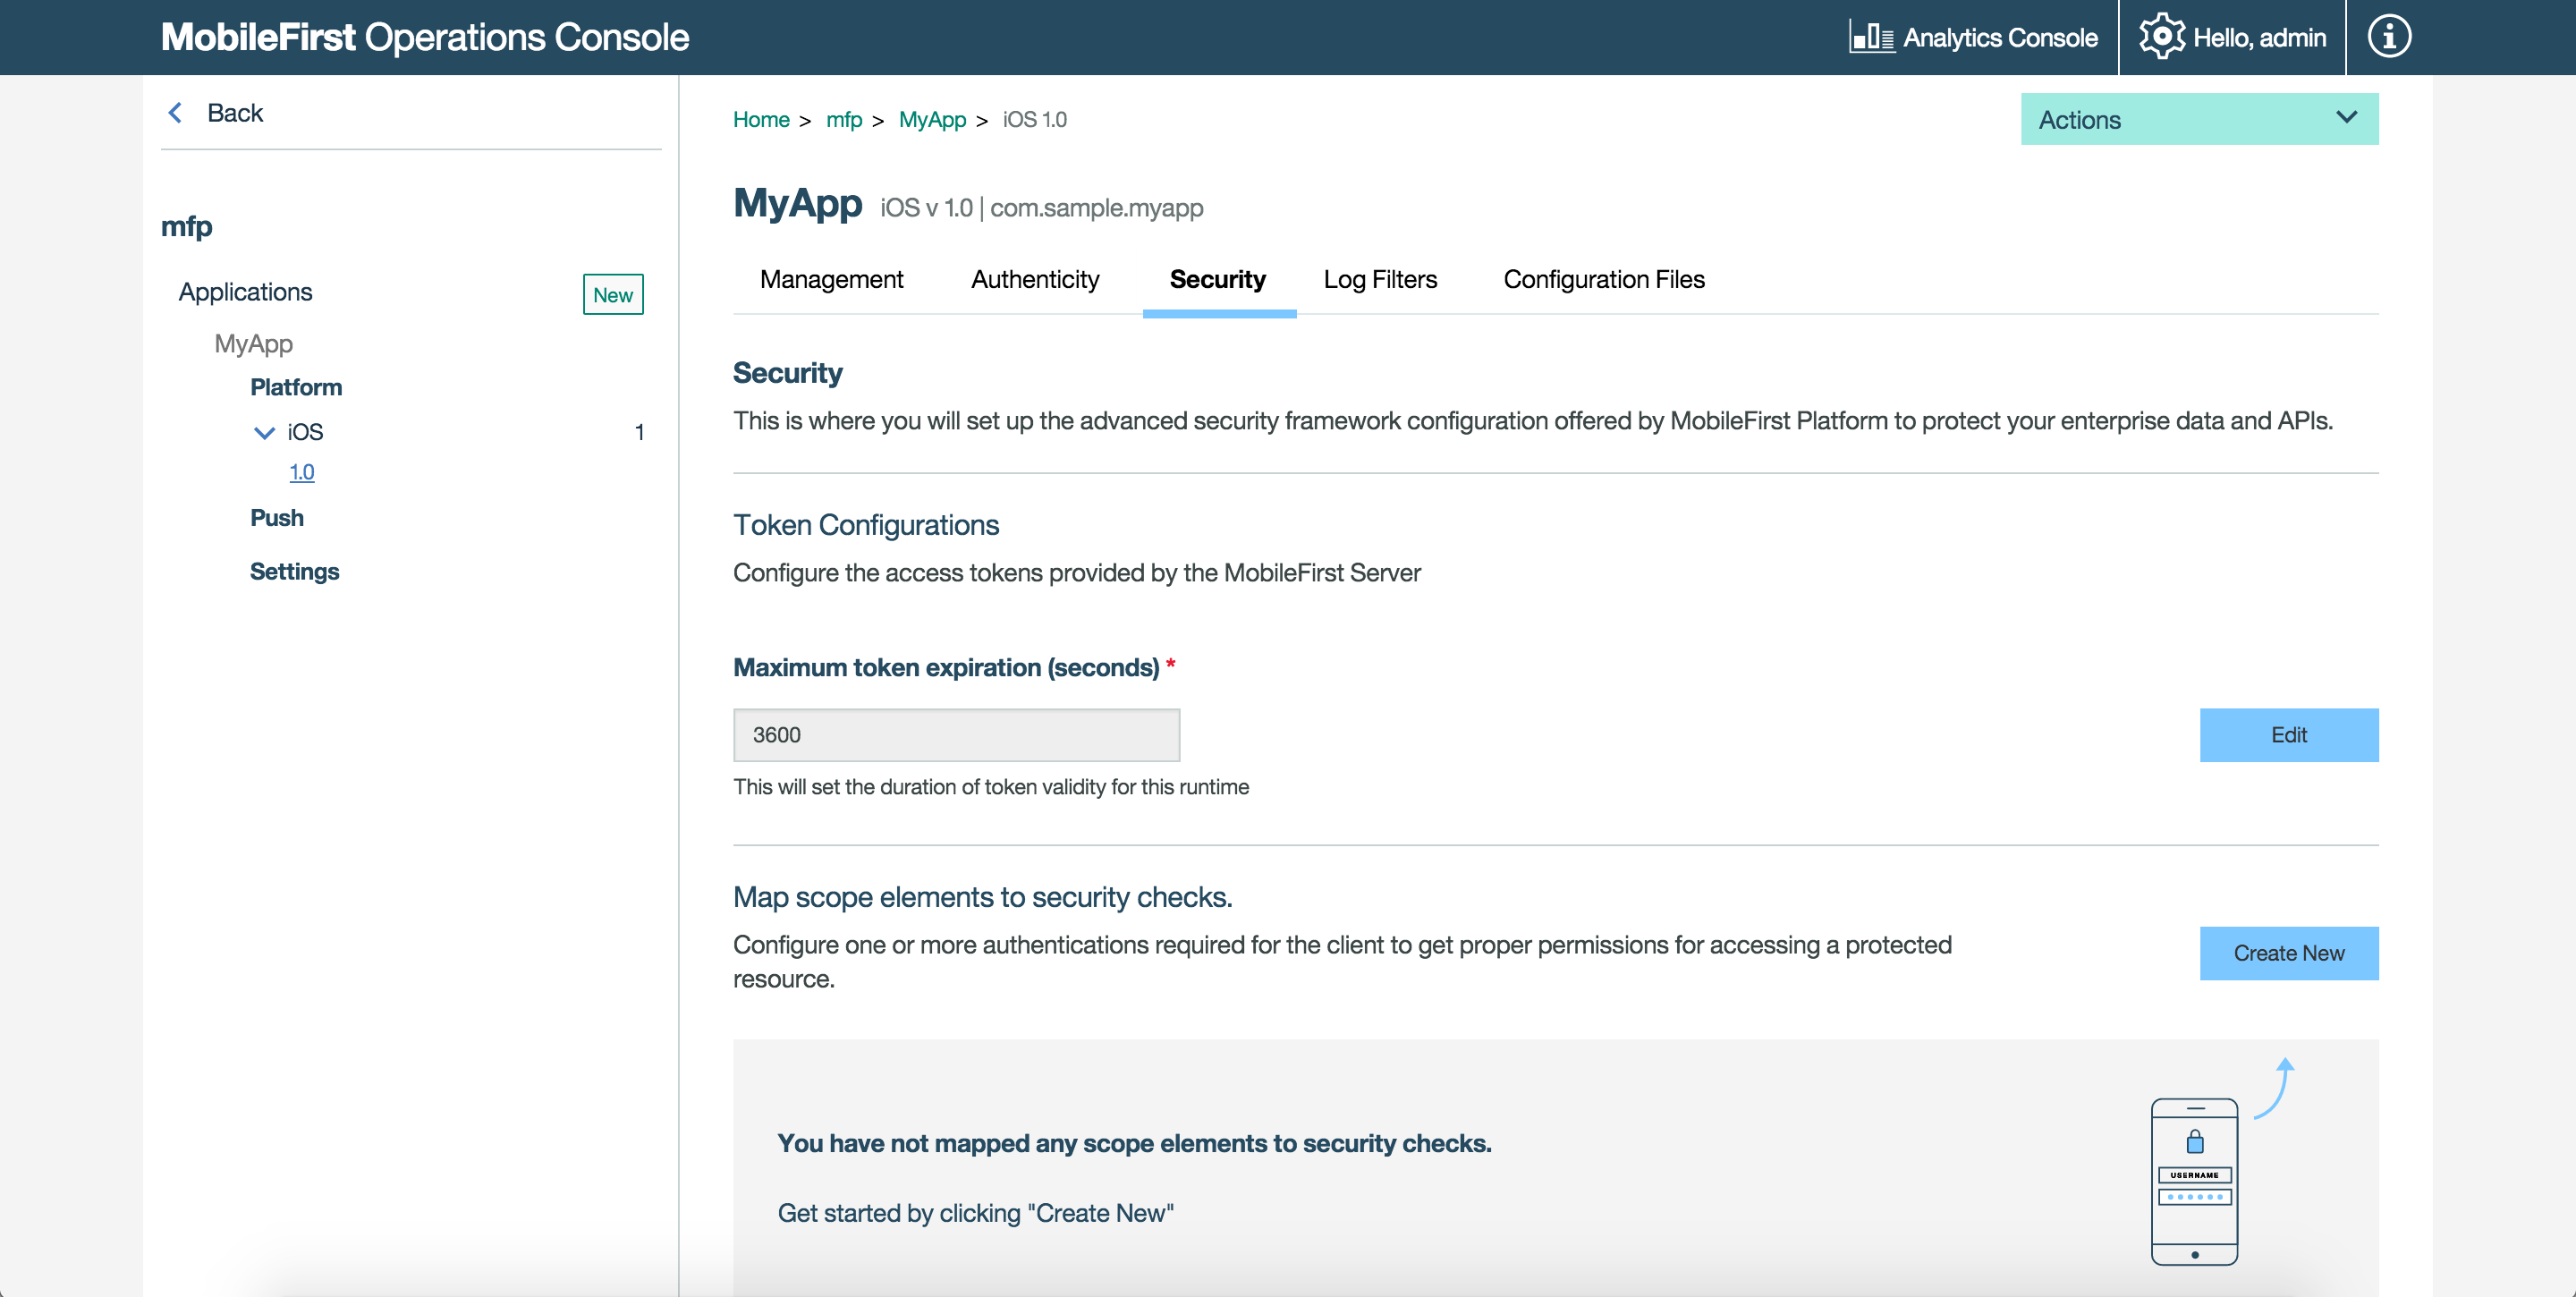 MobileFirst Operations Console
Analytics Console
Hello, admin
Back
mfp
Applications
New
MyApp
Platform
iOS
1
1.0
Push
Settings
Home > mfp > MyApp > iOS 1.0
Actions
MyApp iOS v 1.0 | com.sample.myapp
Management Authenticity Security Log Filters Configuration Files
Security
This is where you will set up the advanced security framework configuration offered by MobileFirst Platform to protect your enterprise data and APIs.
Token Configurations
Configure the access tokens provided by the MobileFirst Server
Maximum token expiration (seconds) *
3600
Edit
This will set the duration of token validity for this runtime
Map scope elements to security checks.
Configure one or more authentications required for the client to get proper permissions for accessing a protected
resource.
Create New
You have not mapped any scope elements to security checks.
Get started by clicking "Create New"
USERNAME